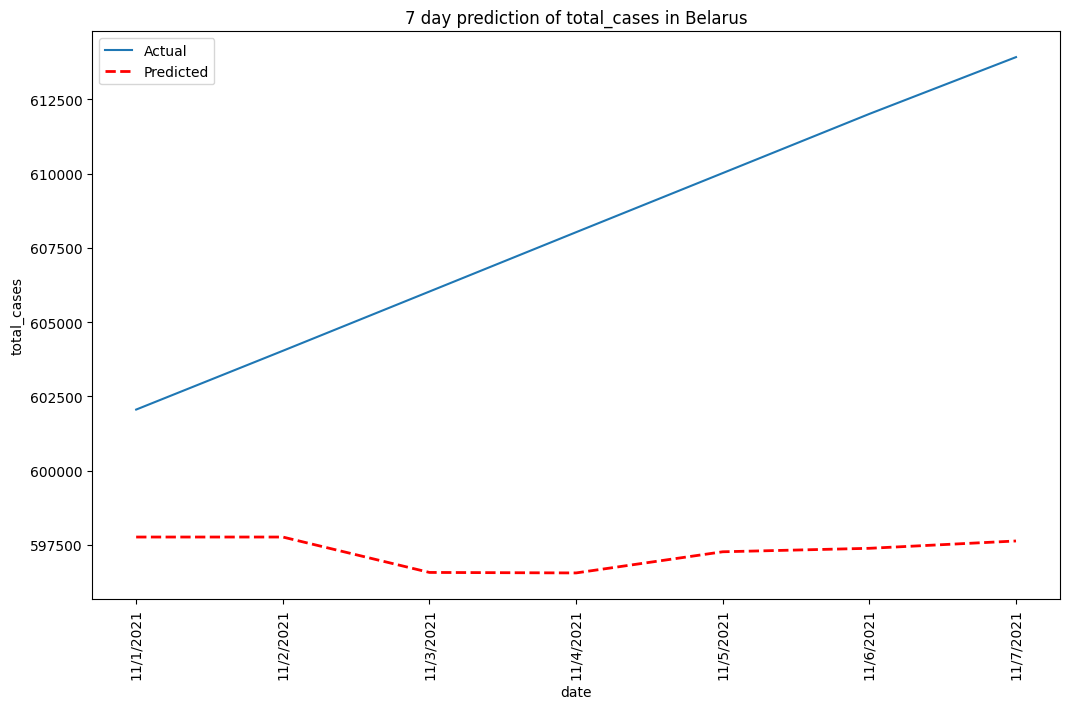 7 day prediction of total_cases in Belarus
Actual
Predicted
612500
610000
607500
605000
602500
600000
597500
total_cases
11/1/2021
11/2/2021
11/3/2021
11/4/2021
11/5/2021
11/6/2021
11/7/2021
date